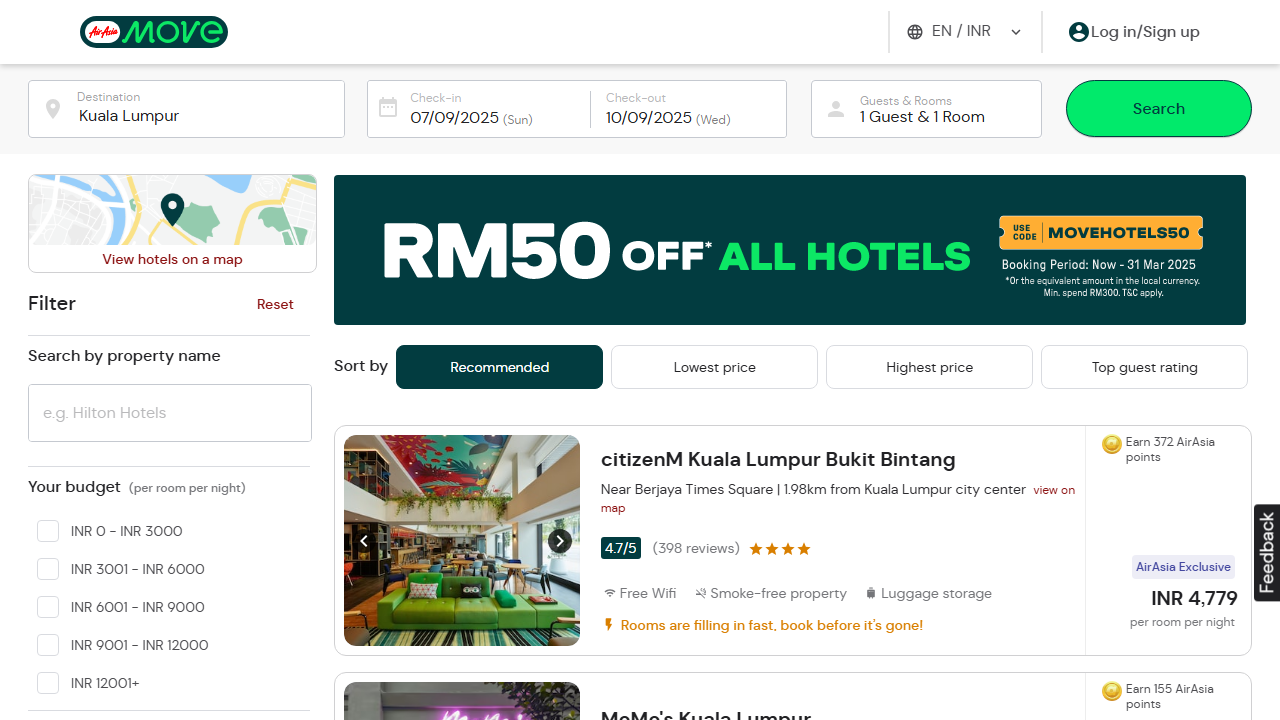 AirAsia move
EN / INR
Log in/Sign up
Destination
Kuala Lumpur
Check-in
07/09/2025 (Sun)
Check-out
10/09/2025 (Wed)
Guests & Rooms
1 Guest & 1 Room
Search
View hotels on a map
Filter
Reset
Search by property name
e.g. Hilton Hotels
Your budget (per room per night)
INR 0 - INR 3000
INR 3001 - INR 6000
INR 6001 - INR 9000
INR 9001 - INR 12000
INR 12001+
RM50 OFF* ALL HOTELS
USE CODE MOVEHOTELS50
Booking Period: Now - 31 Mar 2025
*Or the equivalent amount in the local currency.
Min. spend RM300. T&C apply.
Sort by
Recommended
Lowest price
Highest price
Top guest rating
citizenM Kuala Lumpur Bukit Bintang
Near Berjaya Times Square | 1.98km from Kuala Lumpur city center view on
map
4.7/5 (398 reviews)
Free Wifi
Smoke-free property
Luggage storage
Rooms are filling in fast, book before it's gone!
Earn 372 AirAsia
points
AirAsia Exclusive
INR 4,779
per room per night
Feedback
MoMo's Kuala Lumpur
Earn 155 AirAsia
points